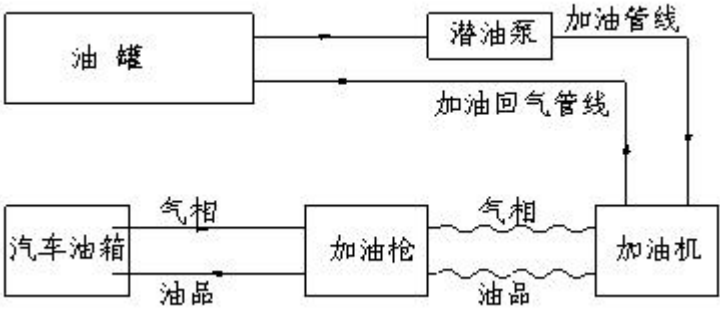 油罐
潜油泵
加油管线
加油回气管线
汽车油箱
气相
油品
加油枪
气相
油品
加油机